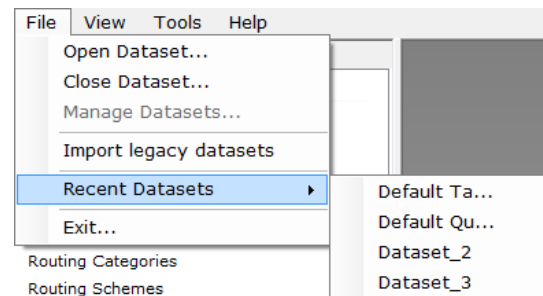 File View Tools Help
Open Dataset...
Close Dataset...
Manage Datasets...
Import legacy datasets
Recent Datasets
Default Ta...
Default Qu...
Dataset_2
Dataset_3
Exit...
Routing Categories
Routing Schemes